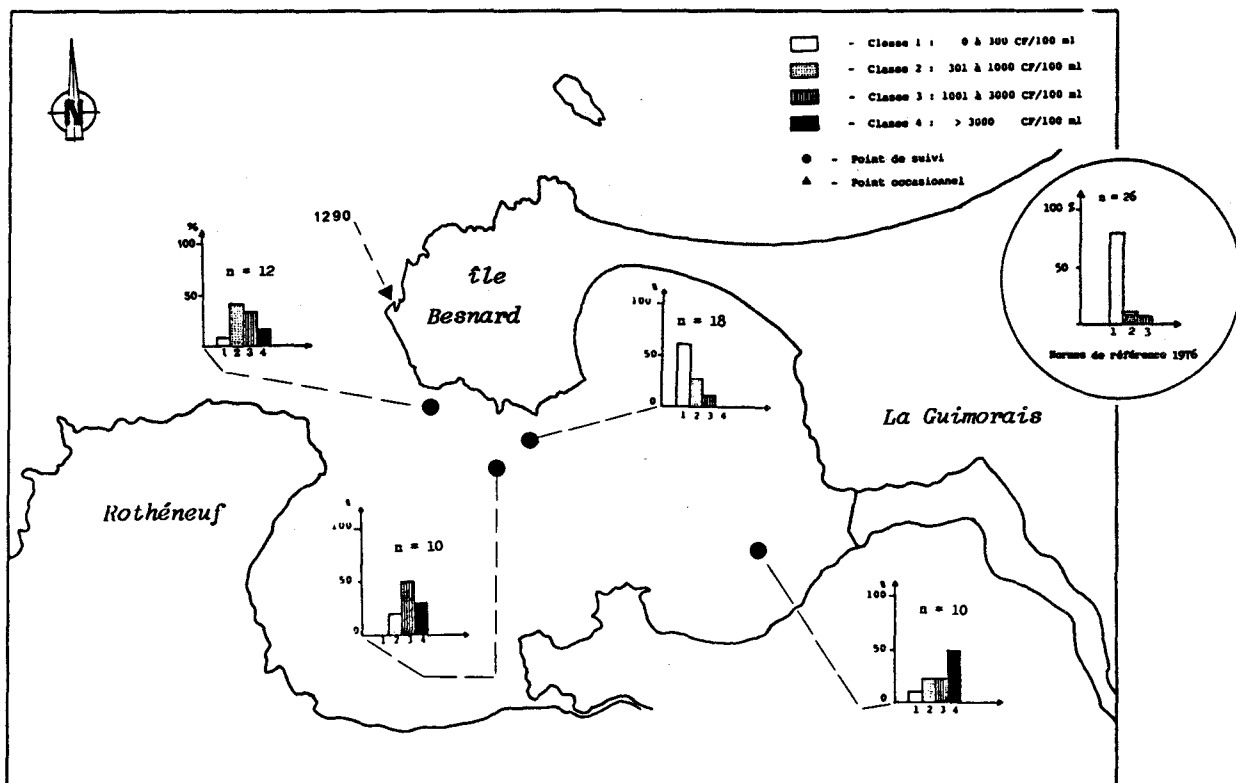 N
- Classe 1 : 0 à 300 CF/100 ml
- Classe 2 : 301 à 1000 CF/100 ml
- Classe 3 : 1001 à 3000 CF/100 ml
- Classe 4 : > 3000 CF/100 ml
- Point de suivi
- Point occasionnel
1290
%
100
50
n = 12
1 2 3 4
île
Besnard
%
100
50
0
n = 18
1 2 3 4
100 %
50
n = 26
1 2 3
Normes de référence 1976
La Guimorais
Rothéneuf
%
100
50
0
n = 10
1 2 3 4
%
100
50
0
n = 10
1 2 3 4